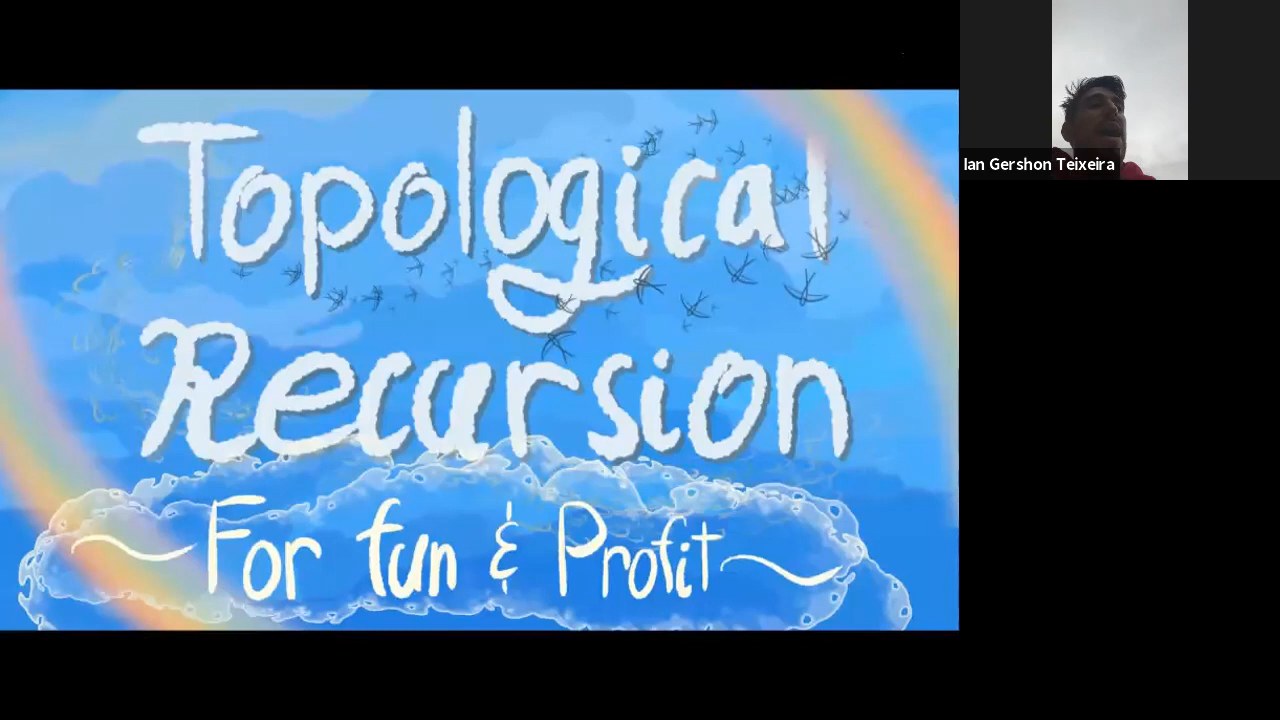 Topological
Recursion
For fun & Profit
Ian Gershon Teixeira